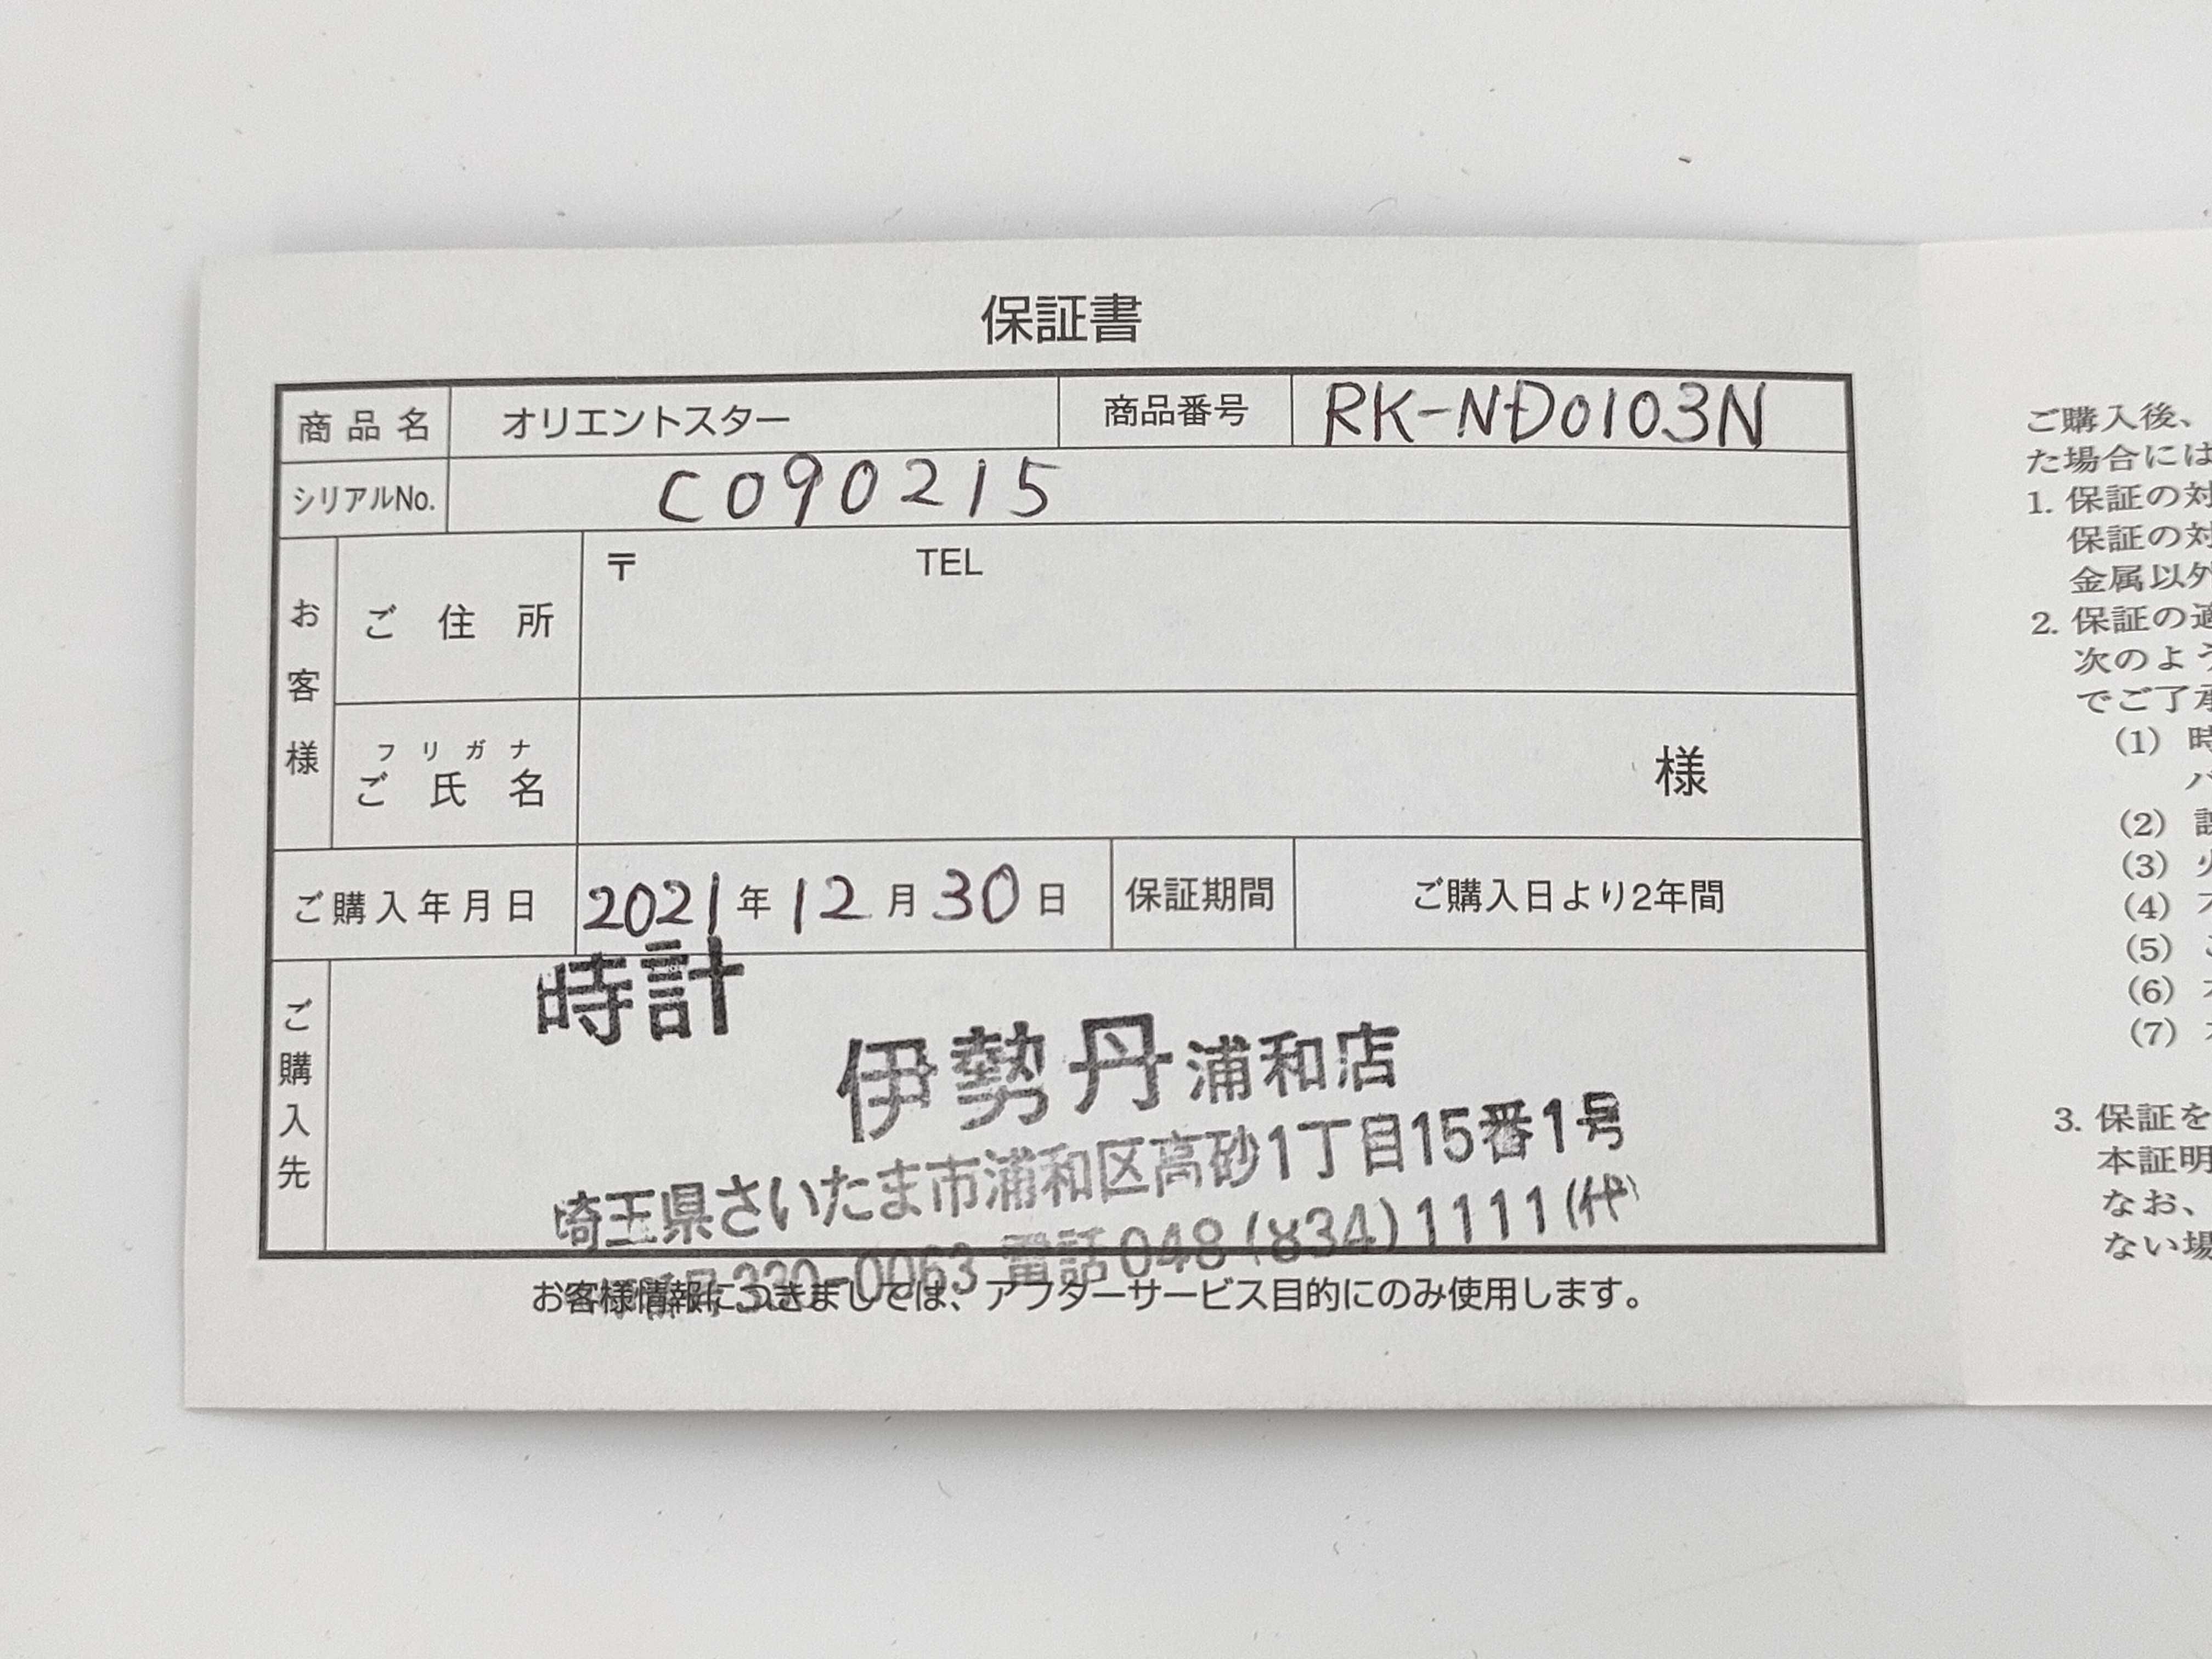 保証書
商品名 オリエントスター 商品番号 RK-ND0103N
シリアルNo. C090215
お客様
ご住所 〒 TEL
フリガナ
ご氏名 様
ご購入年月日 2021年12月30日 保証期間 ご購入日より2年間
ご購入先
時計
伊勢丹浦和店
埼玉県さいたま市浦和区高砂1丁目15番1号
330-0063 電話048(834)1111(代)
お客様情報につきましては、アフターサービス目的にのみ使用します。
ご購入後、
た場合には
1. 保証の対
保証の対
金属以外
2. 保証の適
次のよう
でご了承
(1) 時
(2)
(3)
(4)
(5)
(6)
(7)
3. 保証を
本証明
なお、
ない場